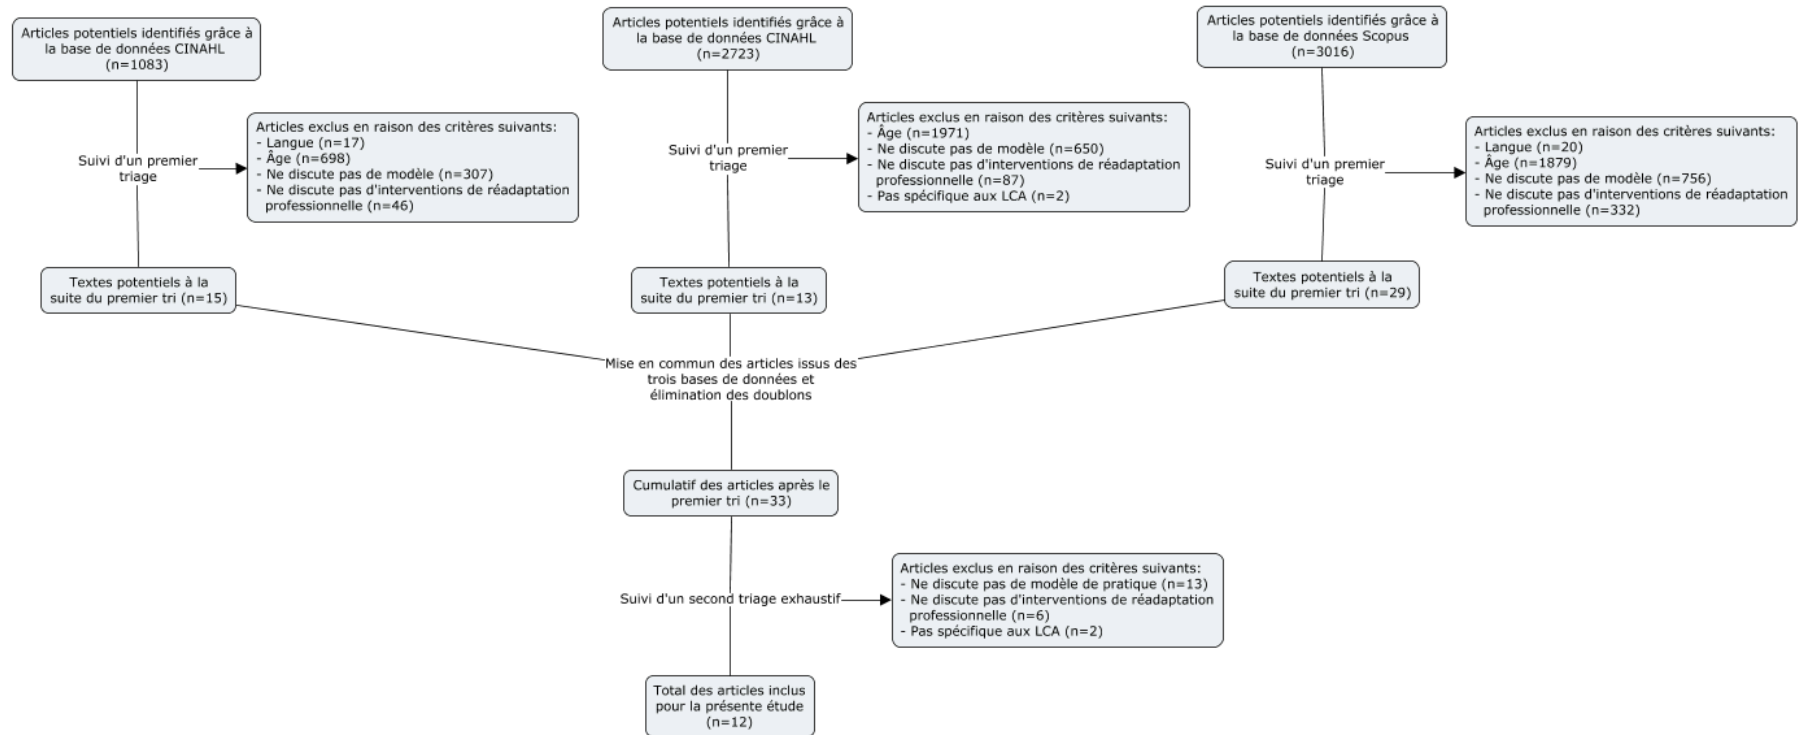 Articles potentiels identifiés grâce à
la base de données CINAHL
(n=1083)
Articles potentiels identifiés grâce à
la base de données CINAHL
(n=2723)
Articles potentiels identifiés grâce à
la base de données Scopus
(n=3016)
Suivi d'un premier
triage
Articles exclus en raison des critères suivants:
- Langue (n=17)
- Âge (n=698)
- Ne discute pas de modèle (n=307)
- Ne discute pas d'interventions de réadaptation
professionnelle (n=46)
Suivi d'un premier
triage
Articles exclus en raison des critères suivants:
- Âge (n=1971)
- Ne discute pas de modèle (n=650)
- Ne discute pas d'interventions de réadaptation
professionnelle (n=87)
- Pas spécifique aux LCA (n=2)
Suivi d'un premier
triage
Articles exclus en raison des critères suivants:
- Langue (n=20)
- Âge (n=1879)
- Ne discute pas de modèle (n=756)
- Ne discute pas d'interventions de réadaptation
professionnelle (n=332)
Textes potentiels à la
suite du premier tri (n=15)
Textes potentiels à la
suite du premier tri (n=13)
Textes potentiels à la
suite du premier tri (n=29)
Mise en commun des articles issus des
trois bases de données et
élimination des doublons
Cumulatif des articles après le
premier tri (n=33)
Suivi d'un second triage exhaustif
Articles exclus en raison des critères suivants:
- Ne discute pas de modèle de pratique (n=13)
- Ne discute pas d'interventions de réadaptation
professionnelle (n=6)
- Pas spécifique aux LCA (n=2)
Total des articles inclus
pour la présente étude
(n=12)